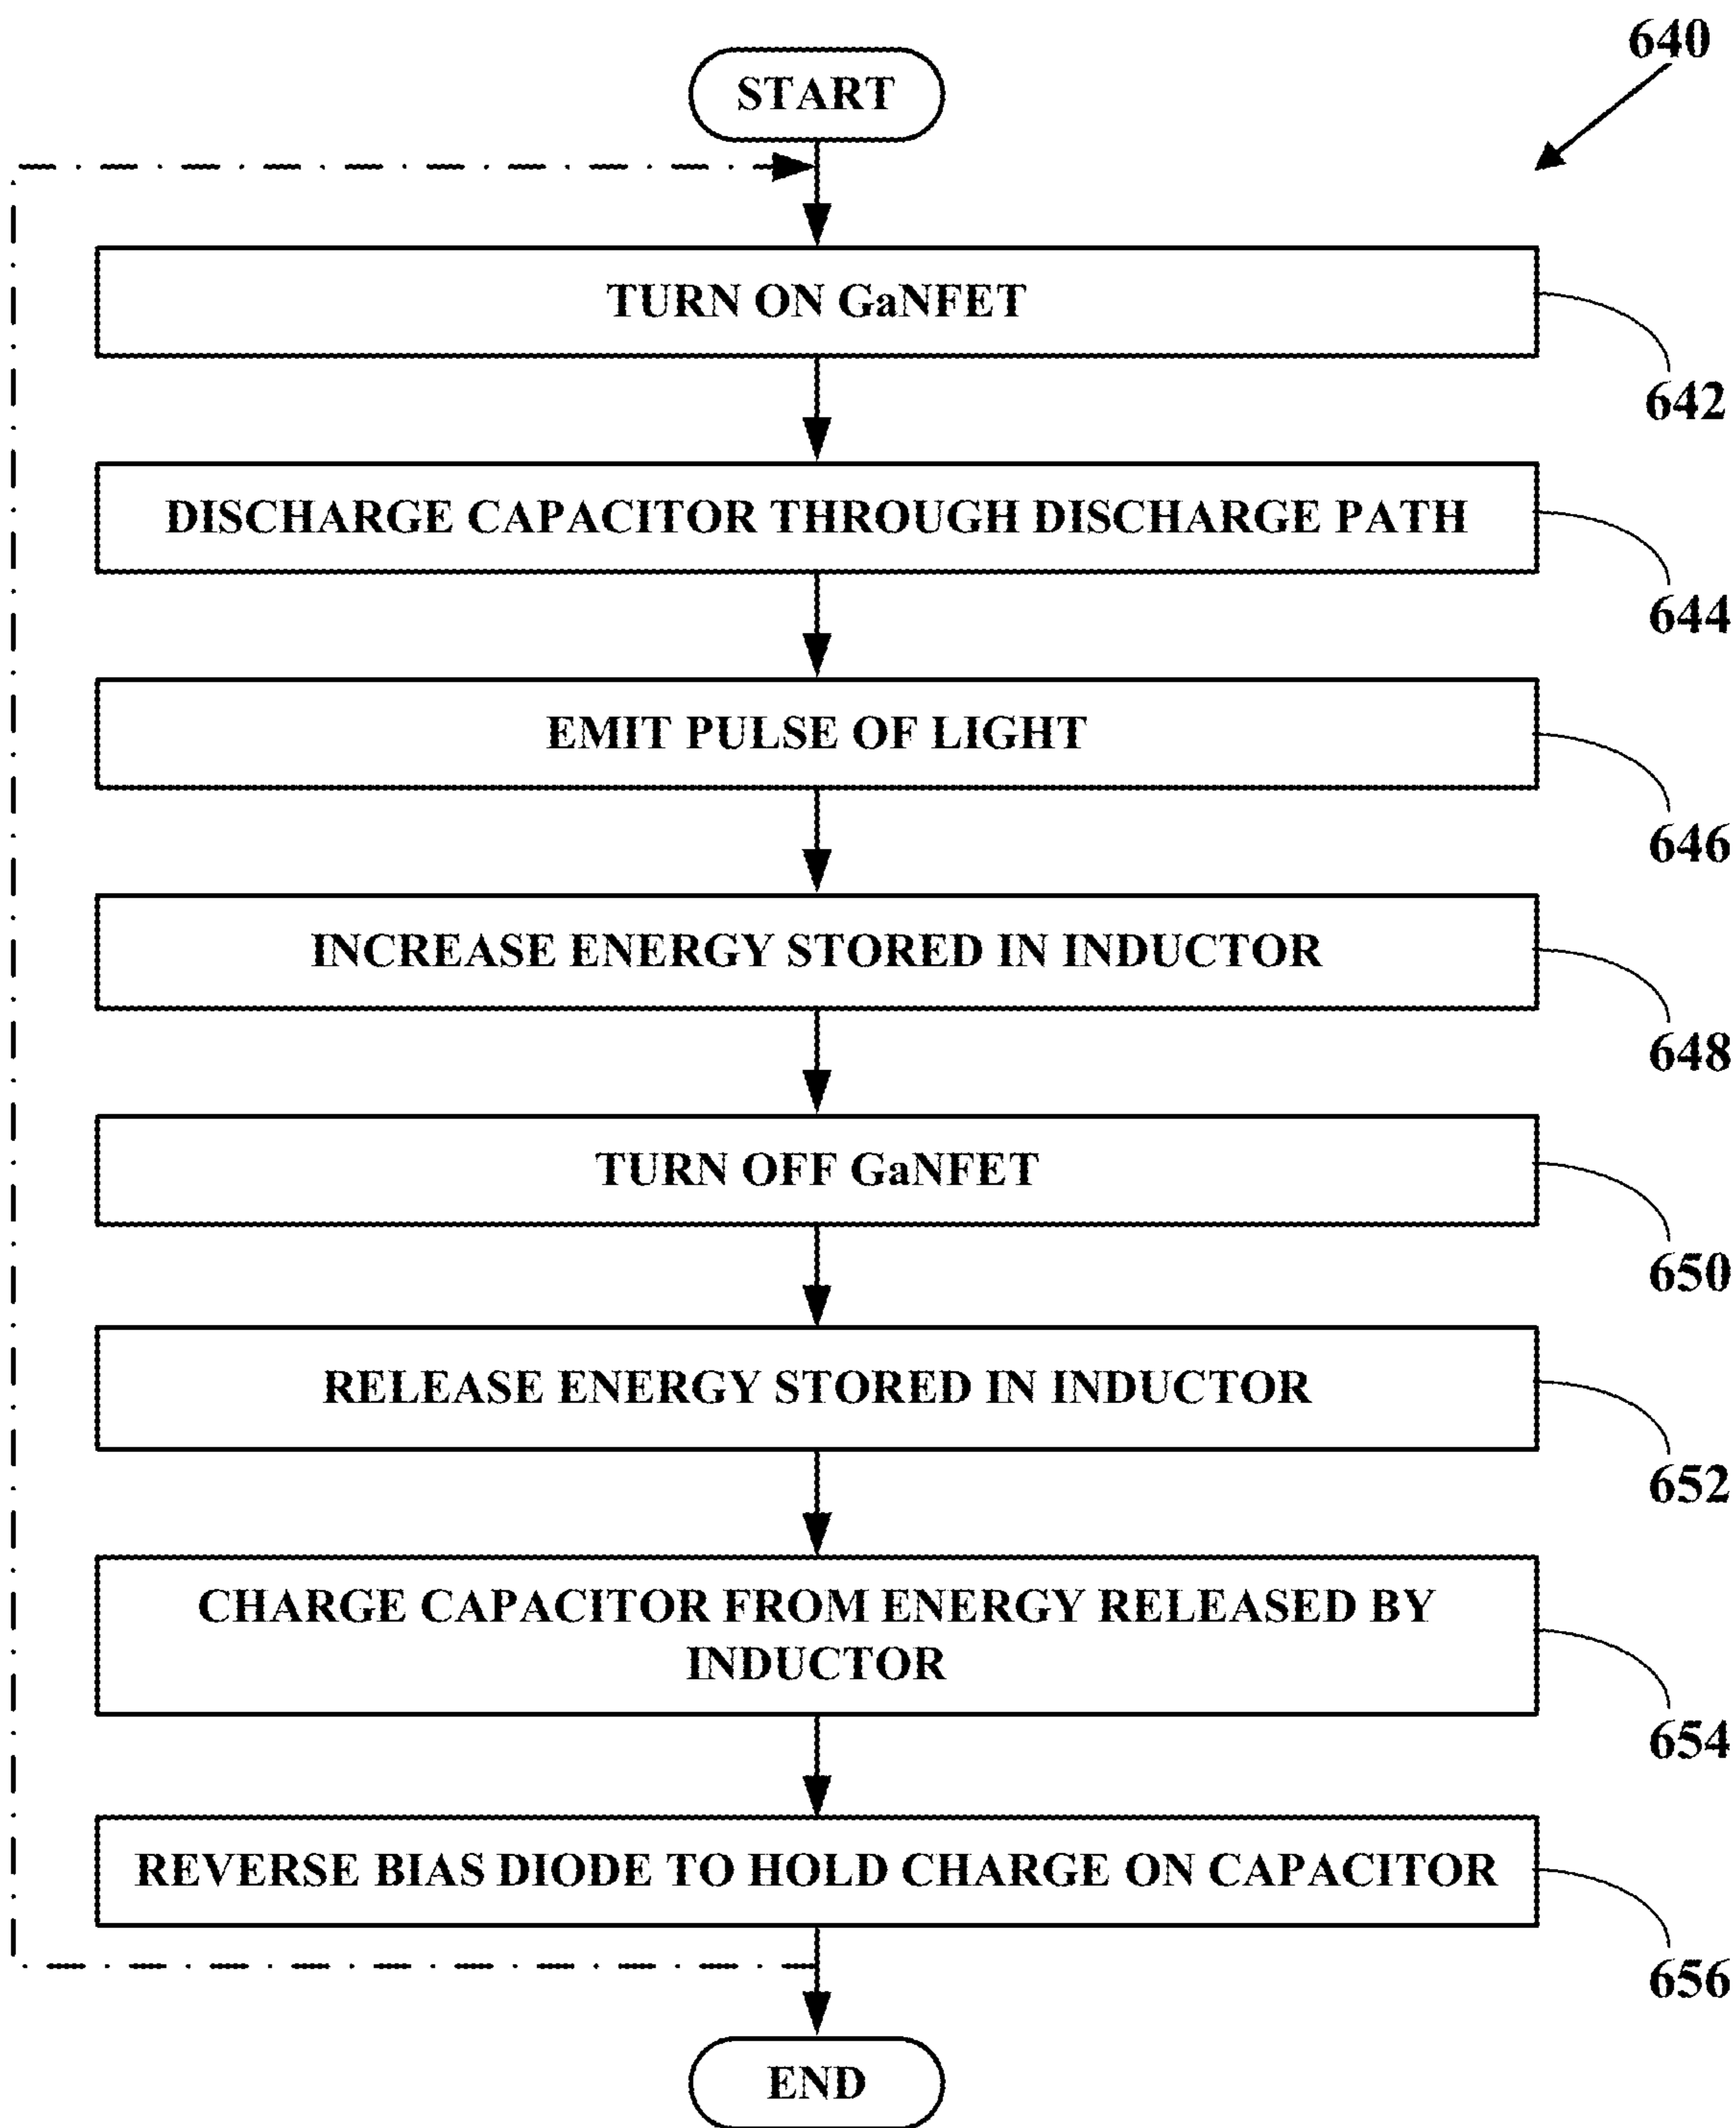 640
START
TURN ON GaNFET
642
DISCHARGE CAPACITOR THROUGH DISCHARGE PATH
644
EMIT PULSE OF LIGHT
646
INCREASE ENERGY STORED IN INDUCTOR
648
TURN OFF GaNFET
650
RELEASE ENERGY STORED IN INDUCTOR
652
CHARGE CAPACITOR FROM ENERGY RELEASED BY
INDUCTOR
654
REVERSE BIAS DIODE TO HOLD CHARGE ON CAPACITOR
656
END